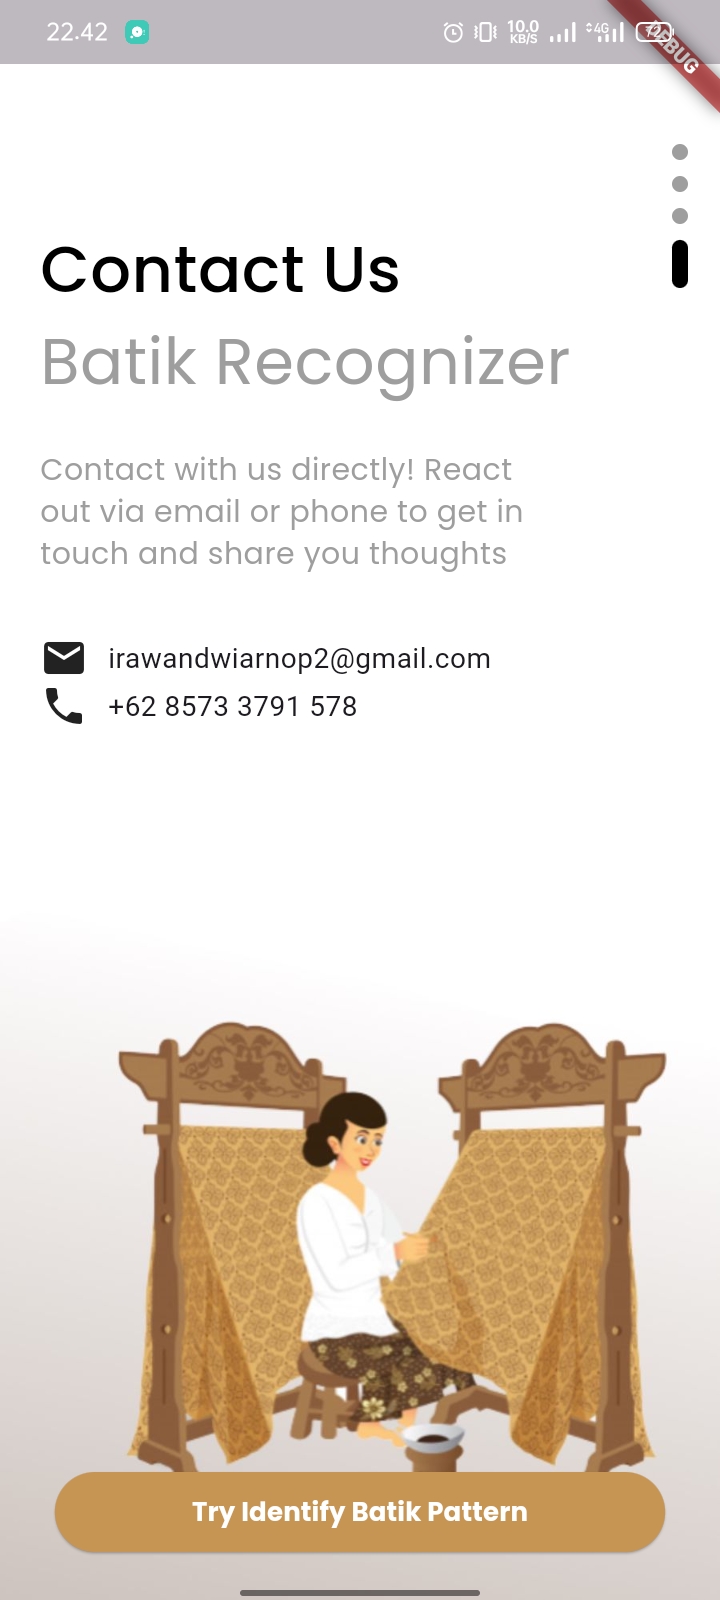 22.42
10.0
KB/S
4G
72
DEBUG
Contact Us
Batik Recognizer
Contact with us directly! React
out via email or phone to get in
touch and share you thoughts
irawandwiarnop2@gmail.com
+62 8573 3791 578
Try Identify Batik Pattern